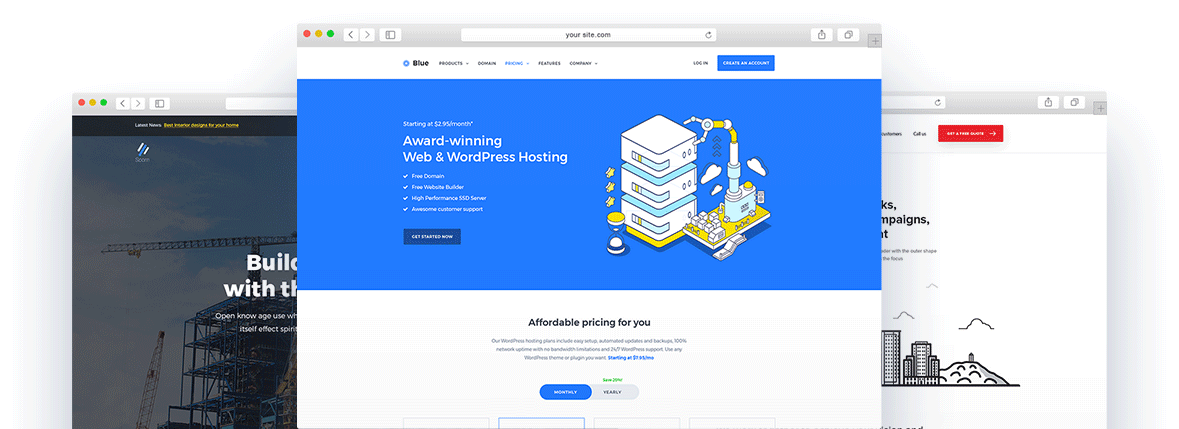 your site.com
Blue
PRODUCTS
DOMAIN
PRICING
FEATURES
COMPANY
LOG IN
CREATE AN ACCOUNT
Starting at $2.95/month*
Award-winning
Web & WordPress Hosting
Free Domain
Free Website Builder
High Performance SSD Server
Awesome customer support
GET STARTED NOW
Affordable pricing for you
Our WordPress hosting plans include easy setup, automated updates and backups, 100%
network uptime with no bandwidth limitations and 24/7 WordPress support. Use any
WordPress theme or plugin you want. Starting at $7.95/mo
Save 20%!
MONTHLY
YEARLY
Latest News: Best Interior designs for your home
Build
with th
Open know age use wh
itself effect spirit
customers
Call us
GET A FREE QUOTE
ks,
mpaigns,
nt
der with the outer shape
the focus